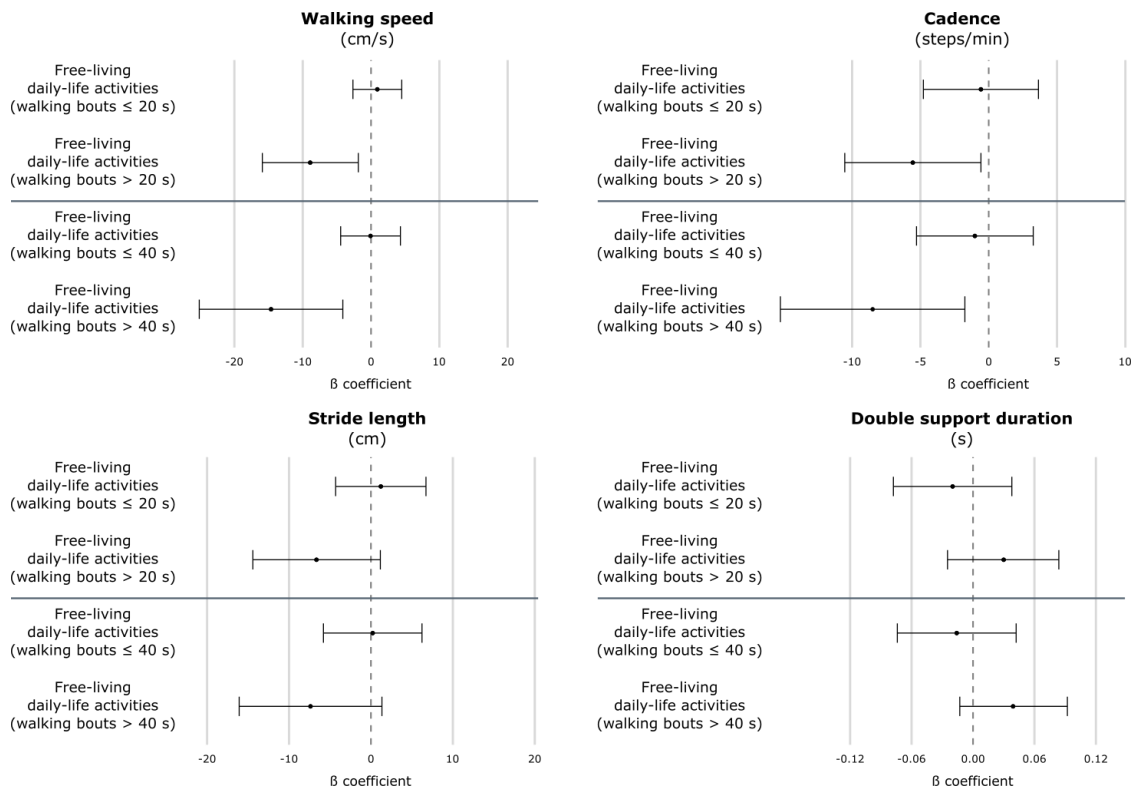 Walking speed
(cm/s)
Free-living
daily-life activities
(walking bouts ≤ 20 s)
Free-living
daily-life activities
(walking bouts > 20 s)
Free-living
daily-life activities
(walking bouts ≤ 40 s)
Free-living
daily-life activities
(walking bouts > 40 s)
-20 -10 0 10 20
ß coefficient
Cadence
(steps/min)
Free-living
daily-life activities
(walking bouts ≤ 20 s)
Free-living
daily-life activities
(walking bouts > 20 s)
Free-living
daily-life activities
(walking bouts ≤ 40 s)
Free-living
daily-life activities
(walking bouts > 40 s)
-10 -5 0 5 10
ß coefficient
Stride length
(cm)
Free-living
daily-life activities
(walking bouts ≤ 20 s)
Free-living
daily-life activities
(walking bouts > 20 s)
Free-living
daily-life activities
(walking bouts ≤ 40 s)
Free-living
daily-life activities
(walking bouts > 40 s)
-20 -10 0 10 20
ß coefficient
Double support duration
(s)
Free-living
daily-life activities
(walking bouts ≤ 20 s)
Free-living
daily-life activities
(walking bouts > 20 s)
Free-living
daily-life activities
(walking bouts ≤ 40 s)
Free-living
daily-life activities
(walking bouts > 40 s)
-0.12 -0.06 0.00 0.06 0.12
ß coefficient